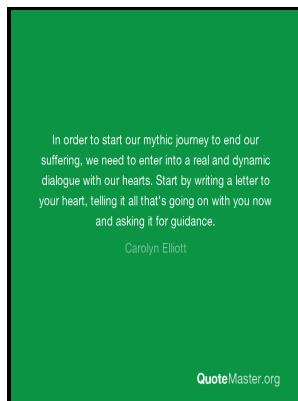 In order to start our mythic journey to end our
suffering, we need to enter into a real and dynamic
dialogue with our hearts. Start by writing a letter to
your heart, telling it all that's going on with you now
and asking it for guidance.
Carolyn Elliott
QuoteMaster.org